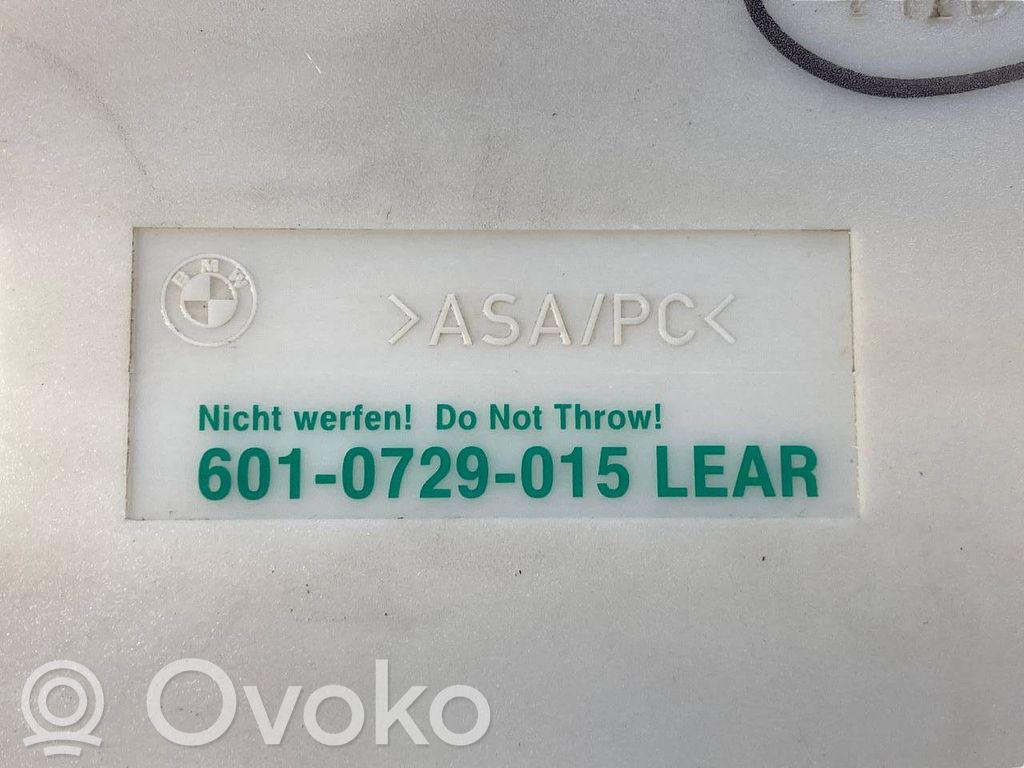 BMW
>ASA/PC<
Nicht werfen! Do Not Throw!
601-0729-015 LEAR
Ovoko